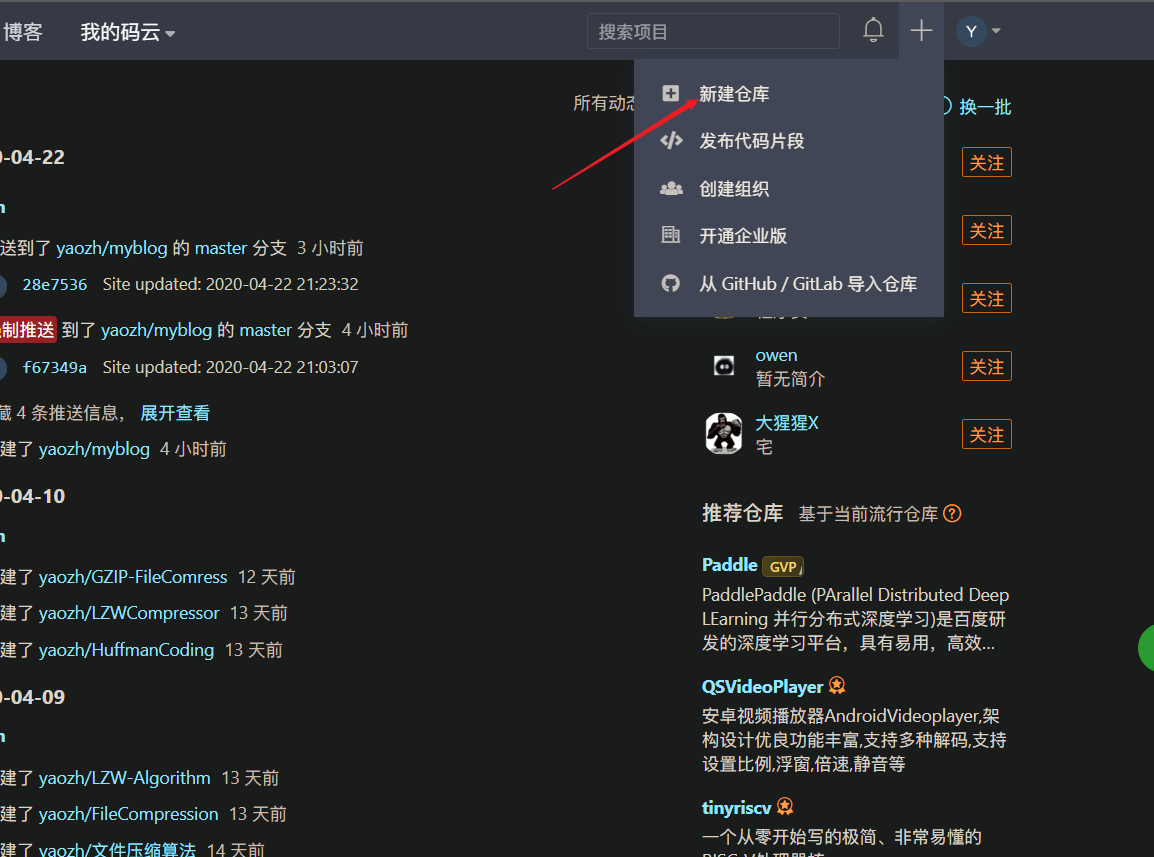 博客 我的码云 搜索项目 Y
新建仓库
发布代码片段
创建组织
开通企业版
从 GitHub / GitLab 导入仓库
所有动态
换一批
-04-22
送到了 yaozh/myblog 的 master 分支 3 小时前
28e7536 Site updated: 2020-04-22 21:23:32
制推送 到了 yaozh/myblog 的 master 分支 4 小时前
f67349a Site updated: 2020-04-22 21:03:07
藏 4 条推送信息， 展开查看
建了 yaozh/myblog 4 小时前
-04-10
建了 yaozh/GZIP-FileComress 12 天前
建了 yaozh/LZWCompressor 13 天前
建了 yaozh/HuffmanCoding 13 天前
-04-09
建了 yaozh/LZW-Algorithm 13 天前
建了 yaozh/FileCompression 13 天前
建了 yaozh/文件压缩算法 14 天前
关注
关注
关注
owen
暂无简介
关注
大猩猩X
宅
关注
推荐仓库 基于当前流行仓库
Paddle GVP
PaddlePaddle (PArallel Distributed Deep
LEarning 并行分布式深度学习)是百度研
发的深度学习平台，具有易用，高效...
QSVideoPlayer
安卓视频播放器AndroidVideoplayer,架
构设计优良功能丰富,支持多种解码,支持
设置比例,浮窗,倍速,静音等
tinyriscv
一个从零开始写的极简、非常易懂的